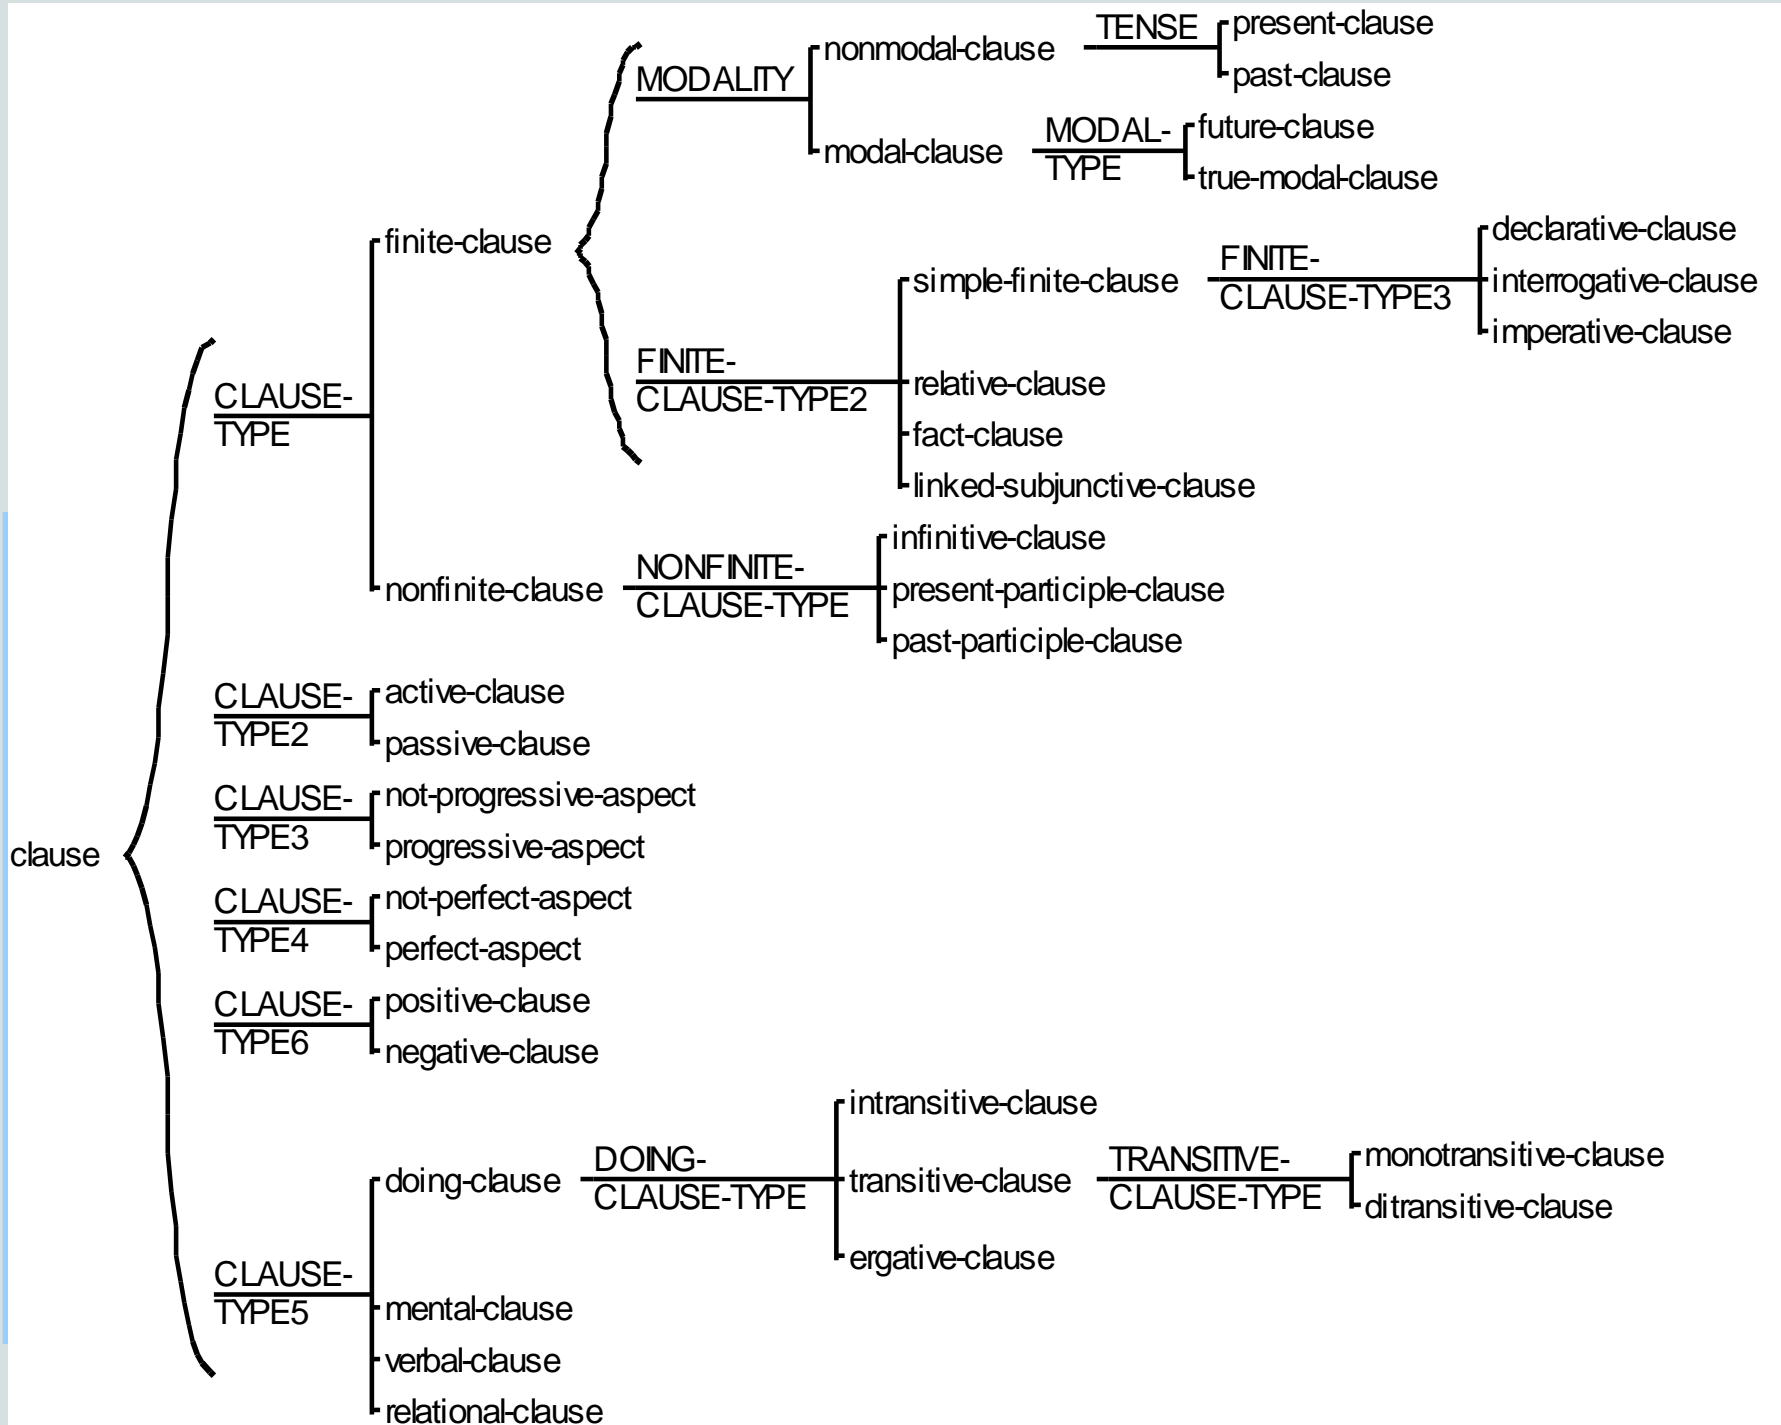 TENSE
present-clause
past-clause
nonmodal-clause
MODALITY
modal-clause
MODAL-
TYPE
future-clause
true-modal-clause
finite-clause
simple-finite-clause
FINITE-
CLAUSE-TYPE3
declarative-clause
interrogative-clause
imperative-clause
FINITE-
CLAUSE-TYPE2
relative-clause
fact-clause
linked-subjunctive-clause
CLAUSE-
TYPE
nonfinite-clause
NONFINITE-
CLAUSE-TYPE
infinitive-clause
present-participle-clause
past-participle-clause
CLAUSE-
TYPE2
active-clause
passive-clause
CLAUSE-
TYPE3
not-progressive-aspect
progressive-aspect
clause
CLAUSE-
TYPE4
not-perfect-aspect
perfect-aspect
CLAUSE-
TYPE6
positive-clause
negative-clause
CLAUSE-
TYPE5
doing-clause
DOING-
CLAUSE-TYPE
intransitive-clause
transitive-clause
TRANSITIVE-
CLAUSE-TYPE
monotransitive-clause
ditransitive-clause
ergative-clause
mental-clause
verbal-clause
relational-clause